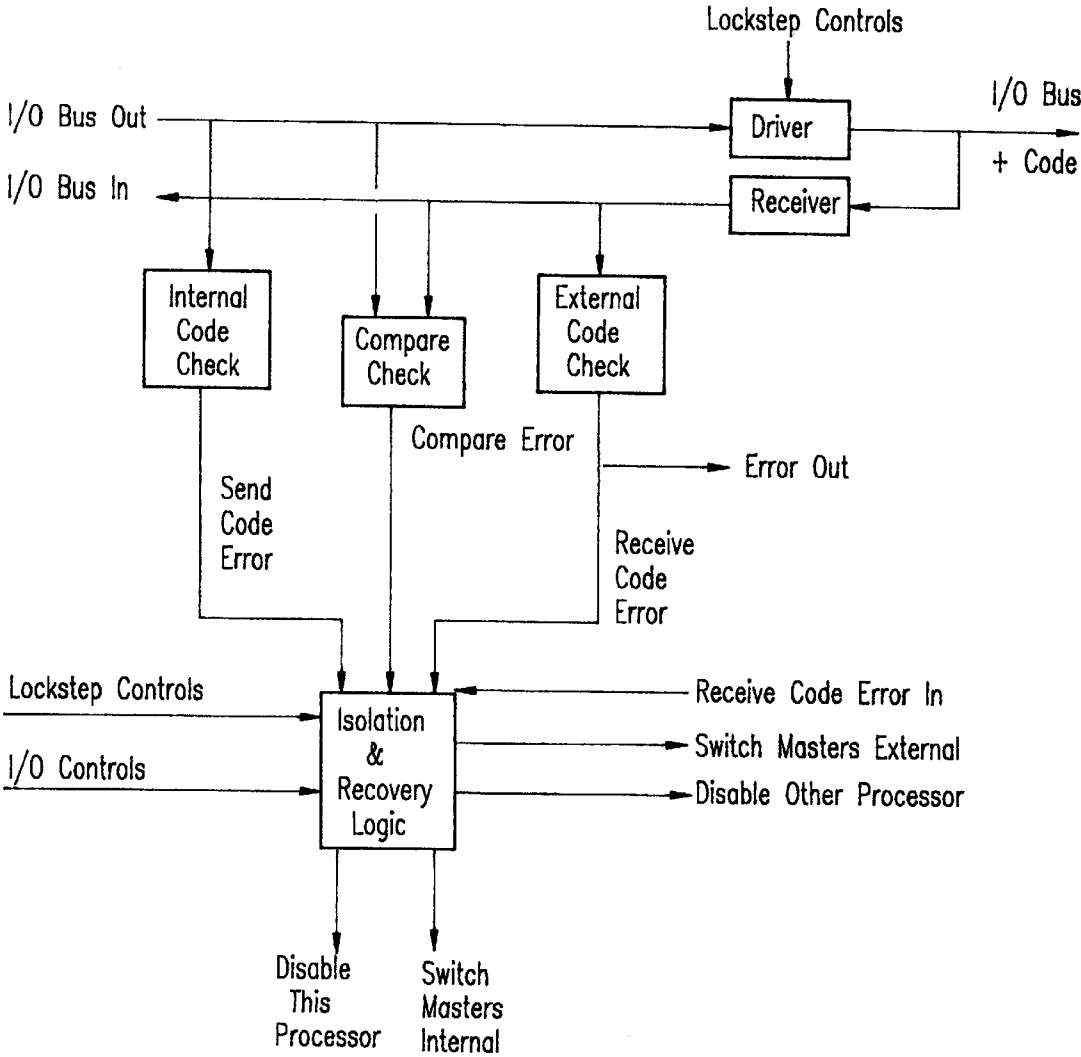 Lockstep Controls
I/O Bus Out
Driver
I/O Bus
+ Code
I/O Bus In
Receiver
Internal
Code
Check
Compare
Check
External
Code
Check
Compare Error
Error Out
Send
Code
Error
Receive
Code
Error
Lockstep Controls
I/O Controls
Isolation
&
Recovery
Logic
Receive Code Error In
Switch Masters External
Disable Other Processor
Disable
This
Processor
Switch
Masters
Internal